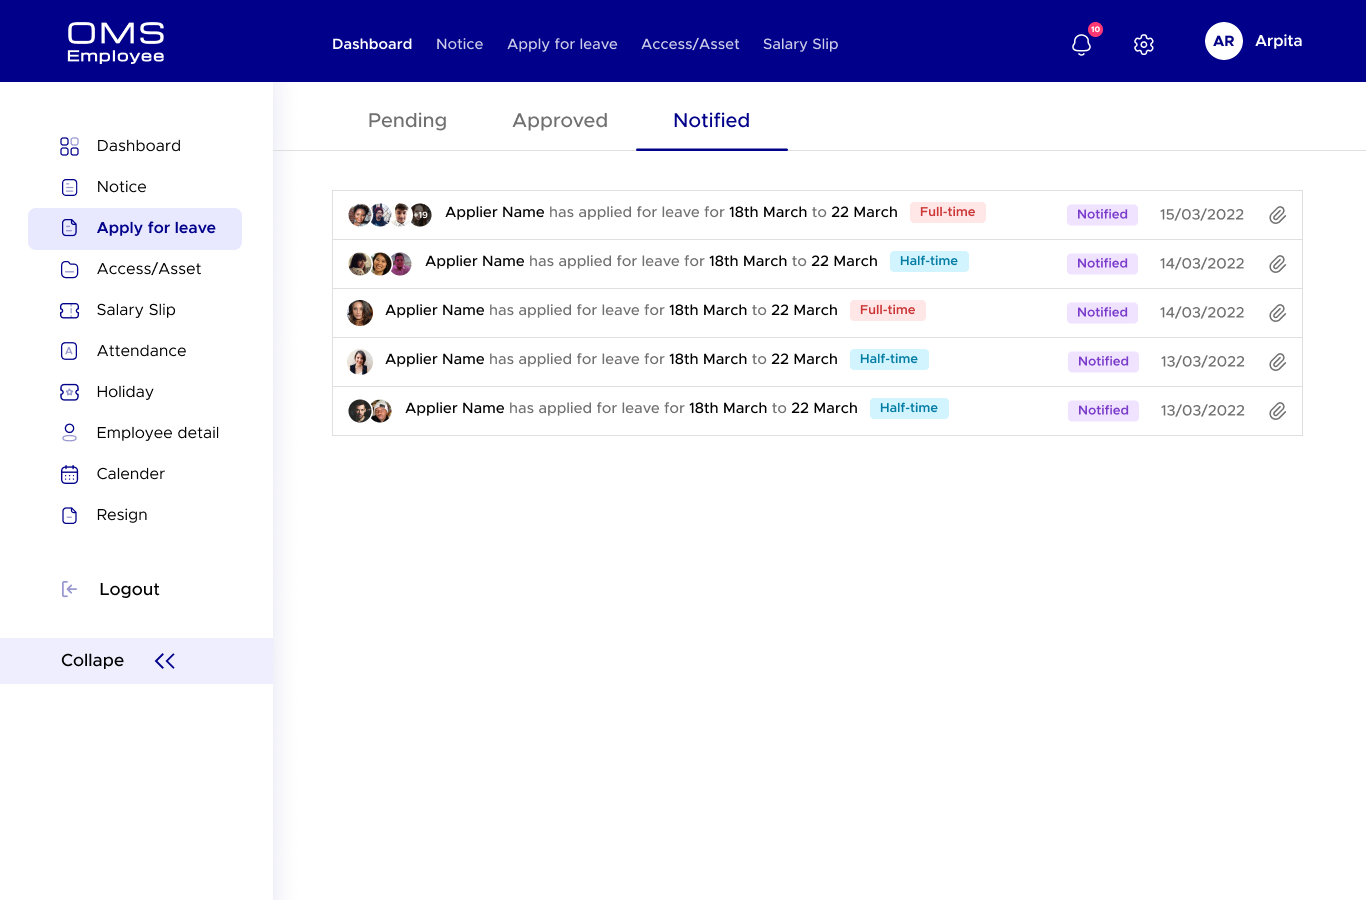 OMS
Employee
Dashboard Notice Apply for leave Access/Asset Salary Slip
10
AR Arpita
Dashboard
Notice
Apply for leave
Access/Asset
Salary Slip
A Attendance
Holiday
Employee detail
Calender
Resign
Logout
Collape
Pending Approved Notified
+19 Applier Name has applied for leave for 18th March to 22 March Full-time Notified 15/03/2022
Applier Name has applied for leave for 18th March to 22 March Half-time Notified 14/03/2022
Applier Name has applied for leave for 18th March to 22 March Full-time Notified 14/03/2022
Applier Name has applied for leave for 18th March to 22 March Half-time Notified 13/03/2022
Applier Name has applied for leave for 18th March to 22 March Half-time Notified 13/03/2022